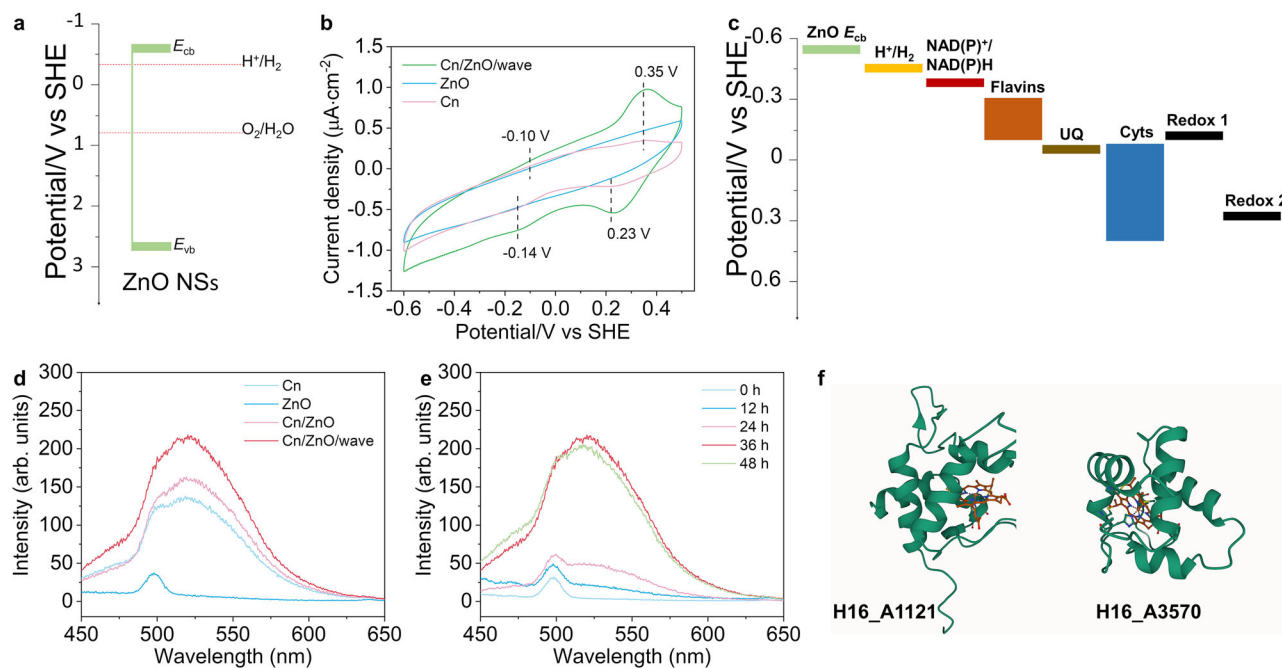 a
Potential/V vs SHE
-1
0
1
2
3
Ecb
H⁺/H₂
O₂/H₂O
Evb
ZnO NSs
b
Current density (μA·cm⁻²)
1.5
1.0
0.5
0.0
-0.5
-1.0
-1.5
Cn/ZnO/wave
ZnO
Cn
0.35 V
-0.10 V
0.23 V
-0.14 V
-0.6 -0.4 -0.2 0.0 0.2 0.4
Potential/V vs SHE
c
Potential/V vs SHE
-0.6
-0.3
0
0.3
0.6
ZnO Ecb
H⁺/H₂
NAD(P)⁺/
NAD(P)H
Flavins
UQ
Cyts
Redox 1
Redox 2
d
Intensity (arb. units)
300
250
200
150
100
50
0
Cn
ZnO
Cn/ZnO
Cn/ZnO/wave
450 500 550 600 650
Wavelength (nm)
e
Intensity (arb. units)
300
250
200
150
100
50
0
0 h
12 h
24 h
36 h
48 h
450 500 550 600 650
Wavelength (nm)
f
H16_A1121
H16_A3570